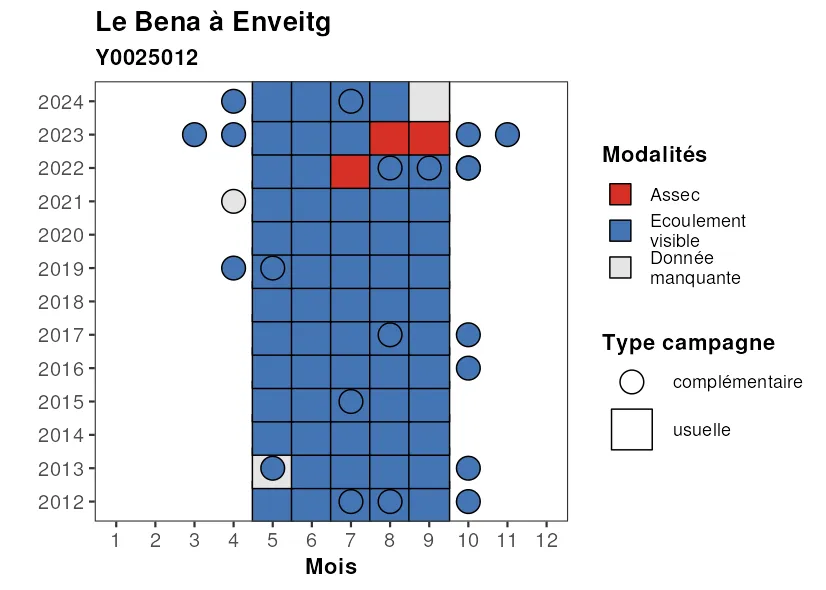 Le Bena à Enveitg
Y0025012
2024
2023
2022
2021
2020
2019
2018
2017
2016
2015
2014
2013
2012
1 2 3 4 5 6 7 8 9 10 11 12
Mois
Modalités
Assec
Ecoulement
visible
Donnée
manquante
Type campagne
complémentaire
usuelle